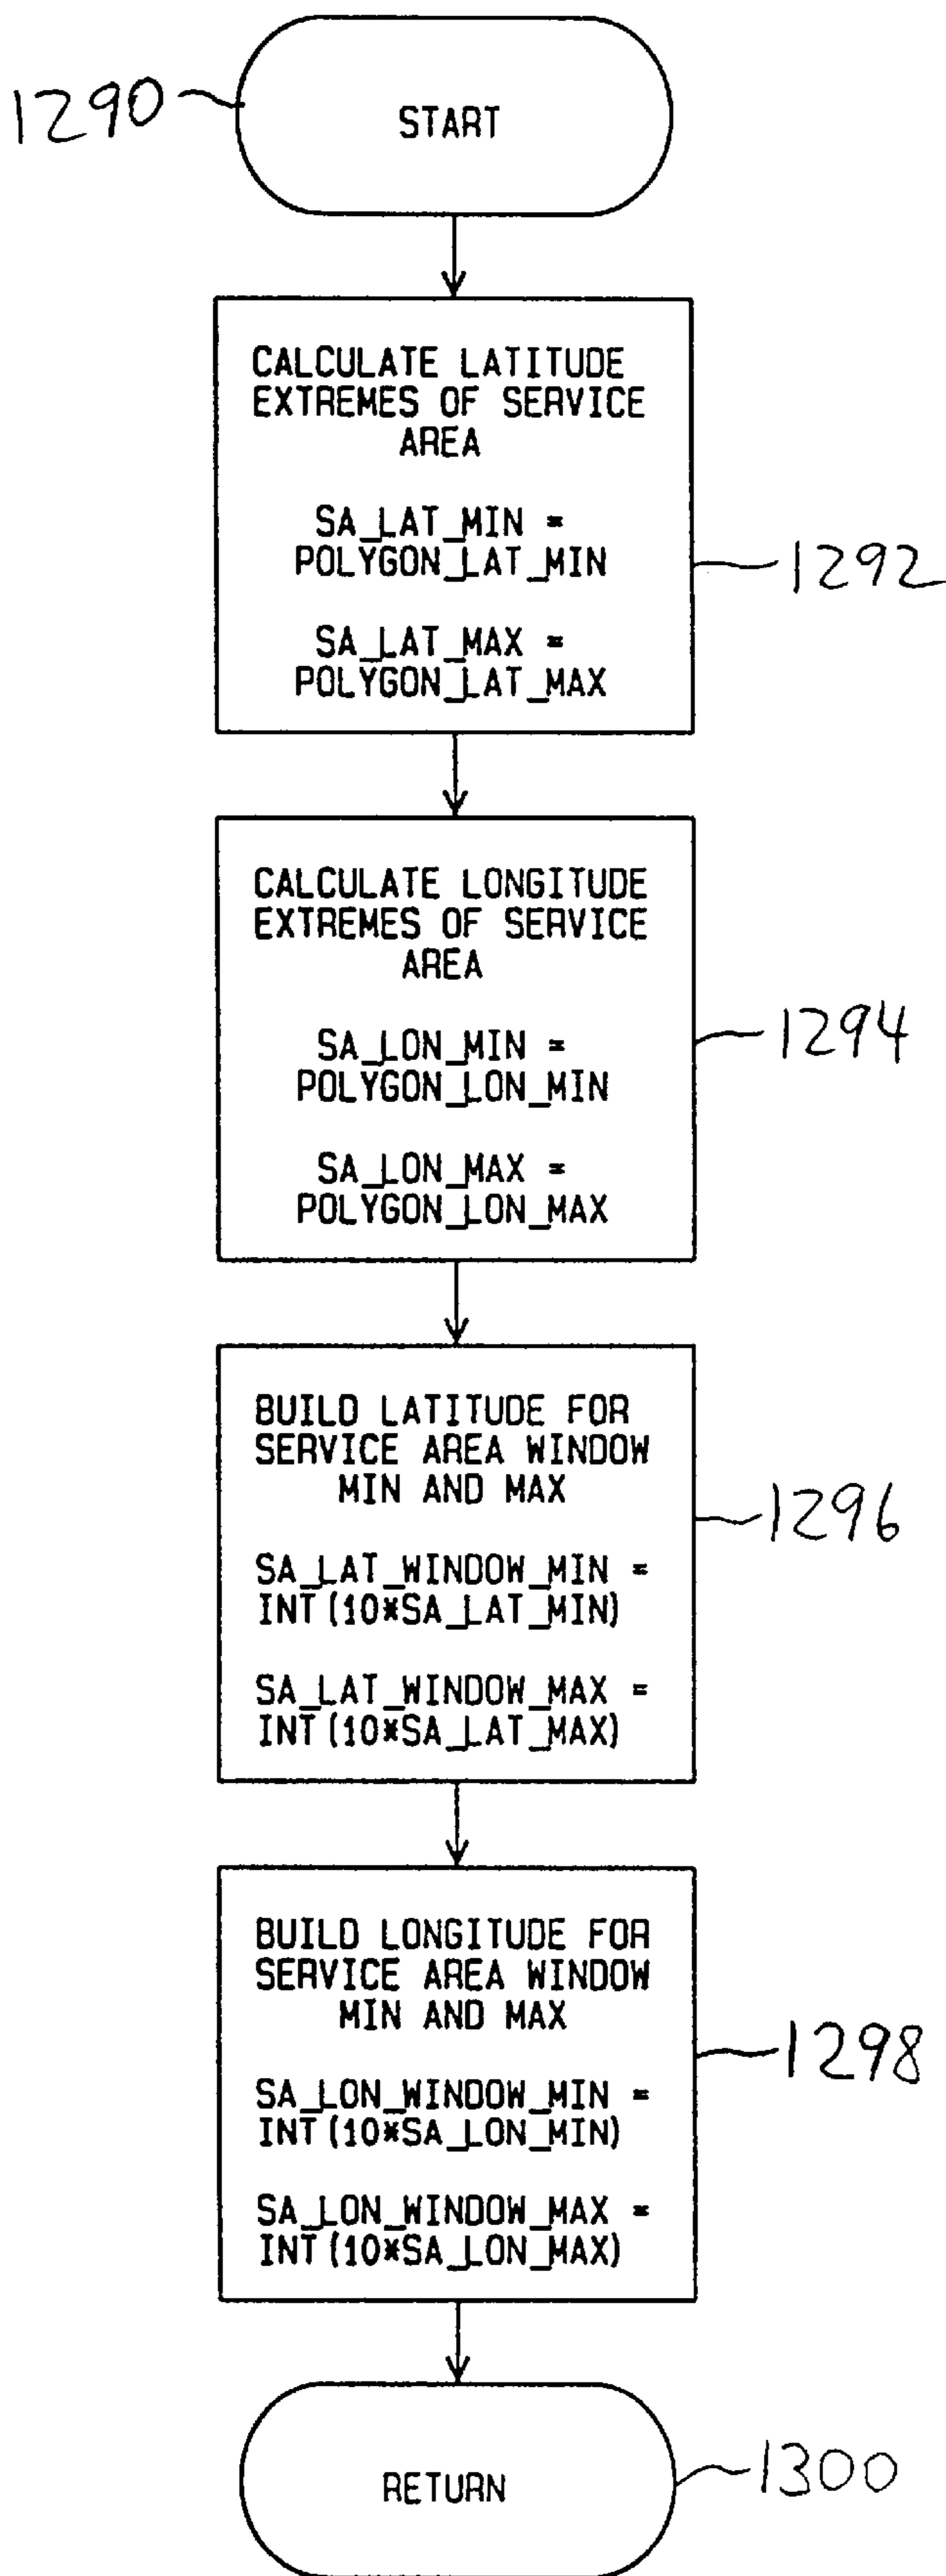 1290
START
CALCULATE LATITUDE
EXTREMES OF SERVICE
AREA
SA_LAT_MIN =
POLYGON_LAT_MIN
1292
SA_LAT_MAX =
POLYGON_LAT_MAX
CALCULATE LONGITUDE
EXTREMES OF SERVICE
AREA
1294
SA_LON_MIN =
POLYGON_LON_MIN
SA_LON_MAX =
POLYGON_LON_MAX
BUILD LATITUDE FOR
SERVICE AREA WINDOW
MIN AND MAX
1296
SA_LAT_WINDOW_MIN =
INT(10*SA_LAT_MIN)
SA_LAT_WINDOW_MAX =
INT(10*SA_LAT_MAX)
BUILD LONGITUDE FOR
SERVICE AREA WINDOW
MIN AND MAX
1298
SA_LON_WINDOW_MIN =
INT(10*SA_LON_MIN)
SA_LON_WINDOW_MAX =
INT(10*SA_LON_MAX)
RETURN
1300